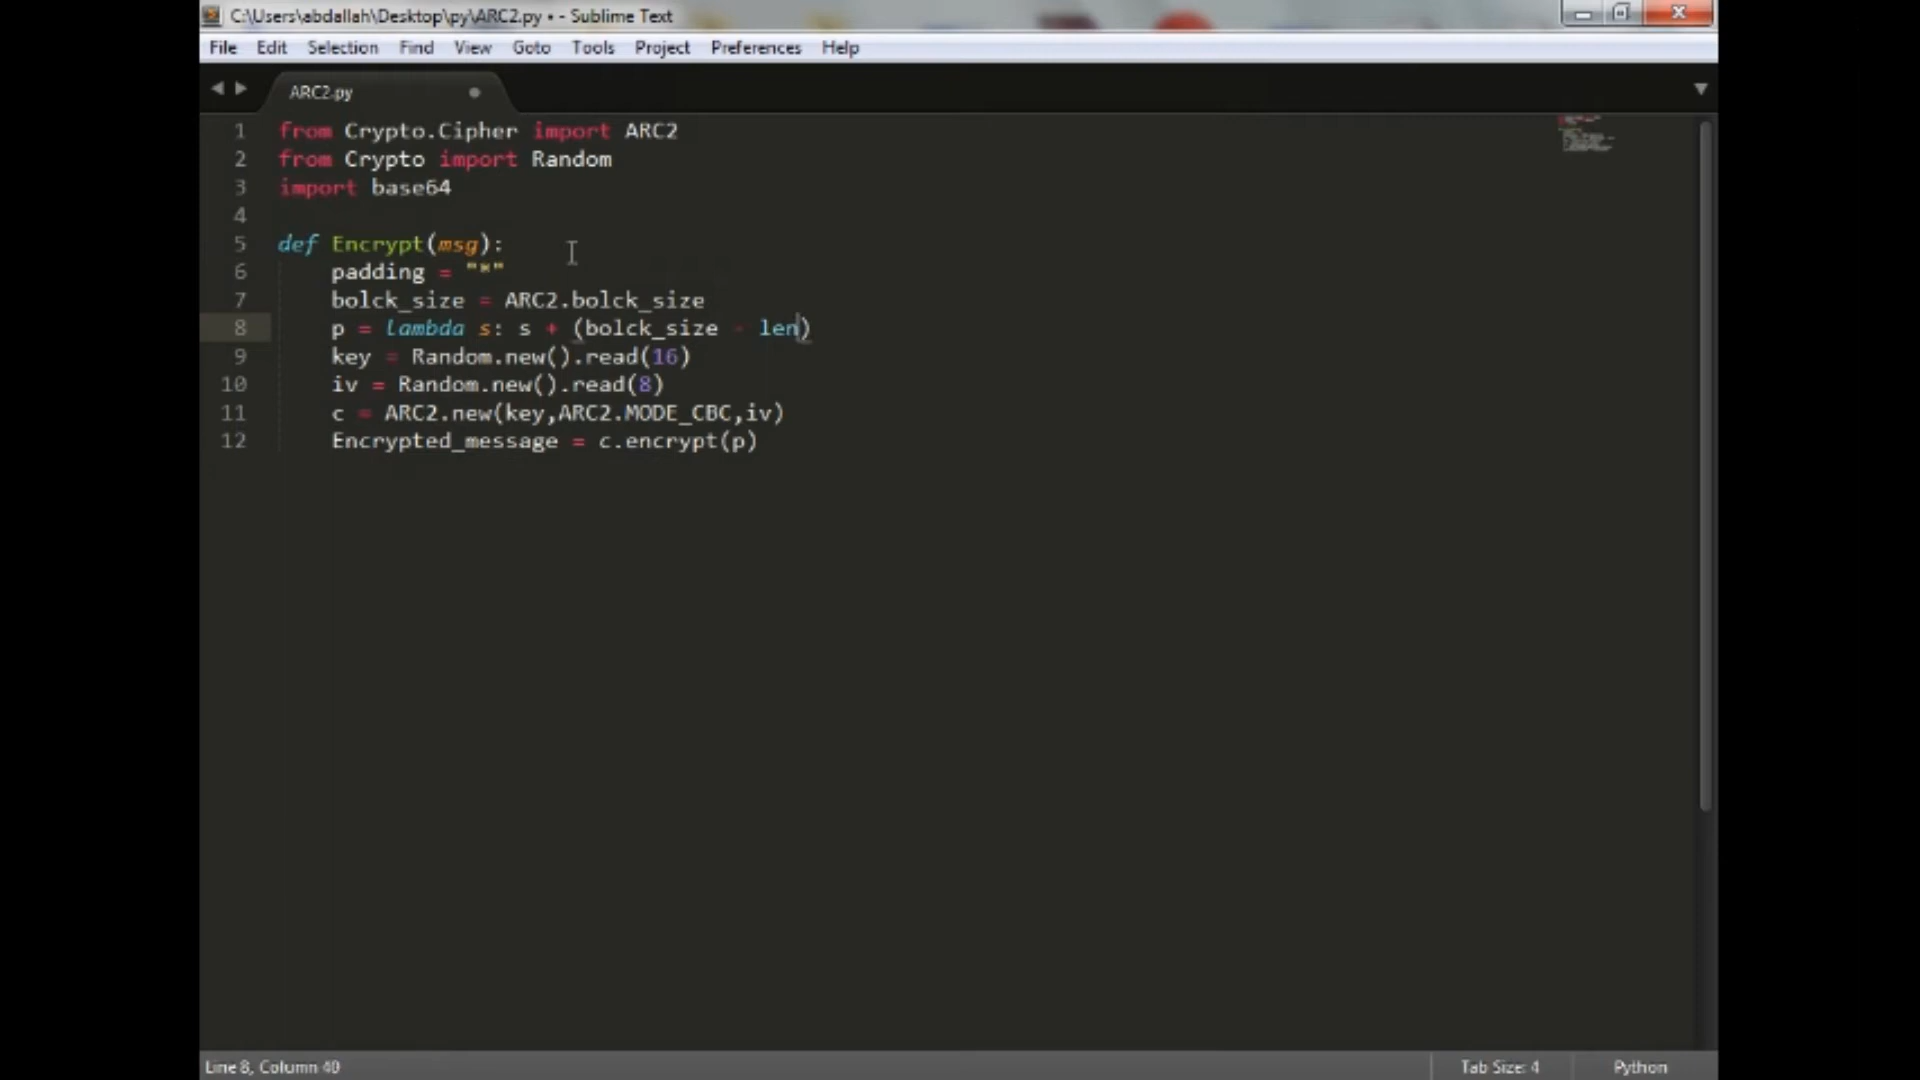 C:\Users\abdallah\Desktop\py\ARC2.py • - Sublime Text
File Edit Selection Find View Goto Tools Project Preferences Help
ARC2.py
1 from Crypto.Cipher import ARC2
2 from Crypto import Random
3 import base64
4
5 def Encrypt(msg):
6 padding = "*"
7 bolck_size = ARC2.bolck_size
8 p = lambda s: s + (bolck_size - len)
9 key = Random.new().read(16)
10 iv = Random.new().read(8)
11 c = ARC2.new(key,ARC2.MODE_CBC,iv)
12 Encrypted_message = c.encrypt(p)
Line 8, Column 40 Tab Size: 4 Python